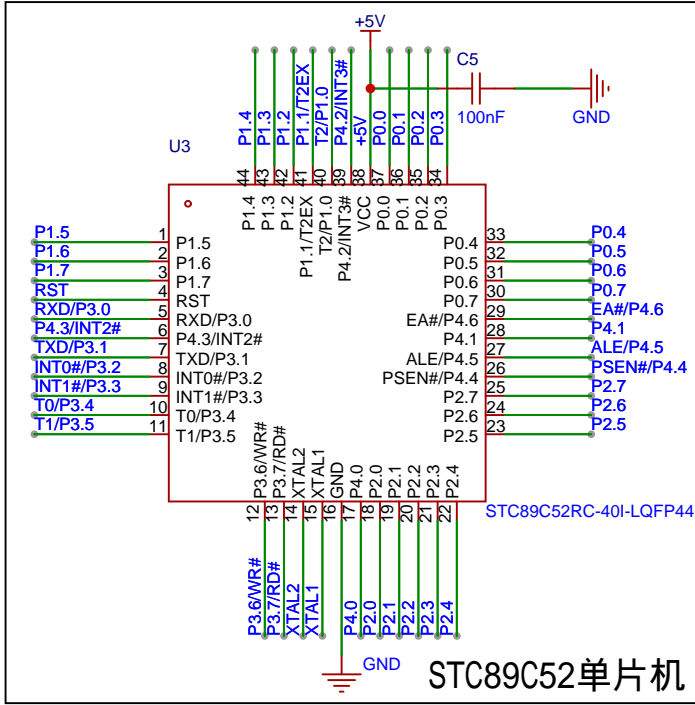 +5V
C5
100nF
GND
U3
P1.4
P1.3
P1.2
P1.1/T2EX
T2/P1.0
P4.2/INT3#
+5V
P0.0
P0.1
P0.2
P0.3
44
43
42
41
40
39
38
37
36
35
34
P1.4
P1.3
P1.2
P1.1/T2EX
T2/P1.0
P4.2/INT3#
VCC
P0.0
P0.1
P0.2
P0.3
P1.5 1 P1.5
P1.6 2 P1.6
P1.7 3 P1.7
RST 4 RST
RXD/P3.0 5 RXD/P3.0
P4.3/INT2# 6 P4.3/INT2#
TXD/P3.1 7 TXD/P3.1
INT0#/P3.2 8 INT0#/P3.2
INT1#/P3.3 9 INT1#/P3.3
T0/P3.4 10 T0/P3.4
T1/P3.5 11 T1/P3.5
P0.4 33 P0.4
P0.5 32 P0.5
P0.6 31 P0.6
P0.7 30 P0.7
EA#/P4.6 29 EA#/P4.6
P4.1 28 P4.1
ALE/P4.5 27 ALE/P4.5
PSEN#/P4.4 26 PSEN#/P4.4
P2.7 25 P2.7
P2.6 24 P2.6
P2.5 23 P2.5
P3.6/WR#
P3.7/RD#
XTAL2
XTAL1
GND
P4.0
P2.0
P2.1
P2.2
P2.3
P2.4
12
13
14
15
16
17
18
19
20
21
22
STC89C52RC-40I-LQFP44
P3.6/WR#
P3.7/RD#
XTAL2
XTAL1
P4.0
P2.0
P2.1
P2.2
P2.3
P2.4
GND
STC89C52单片机